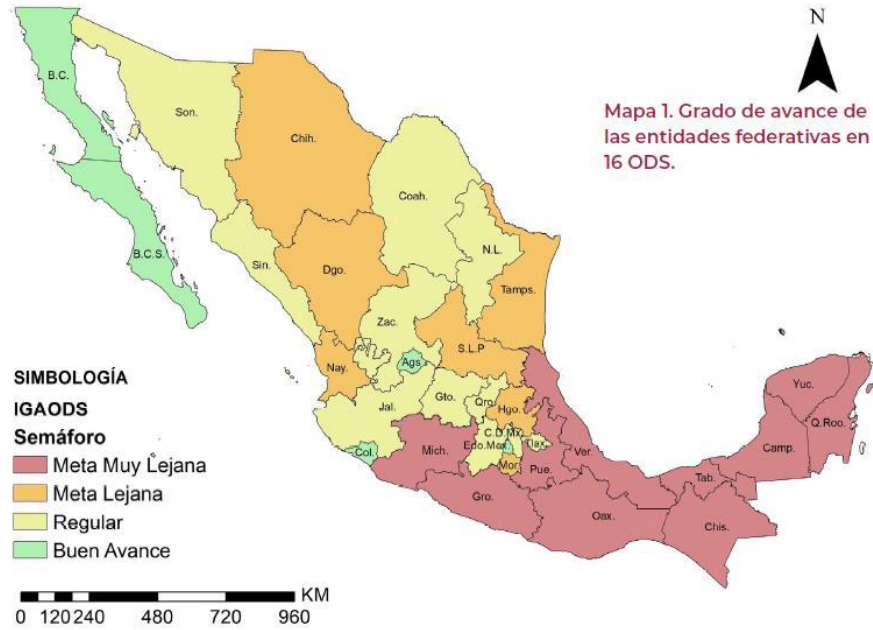 N
Mapa 1. Grado de avance de
las entidades federativas en
16 ODS.
B.C.
Son.
Chih.
Coah.
B.C.S.
Sin.
Dgo.
N.L.
Tamps.
Zac.
S.L.P
Nay.
Ags.
Jal.
Gto.
Qro.
Hgo.
C.D.Mx.
Edo.Mex.
Tlax.
Col.
Mich.
Mor.
Pue.
Ver.
Gro.
Oax.
Tab.
Chis.
Camp.
Yuc.
Q.Roo.
SIMBOLOGÍA
IGAODS
Semáforo
Meta Muy Lejana
Meta Lejana
Regular
Buen Avance
KM
0 120 240 480 720 960